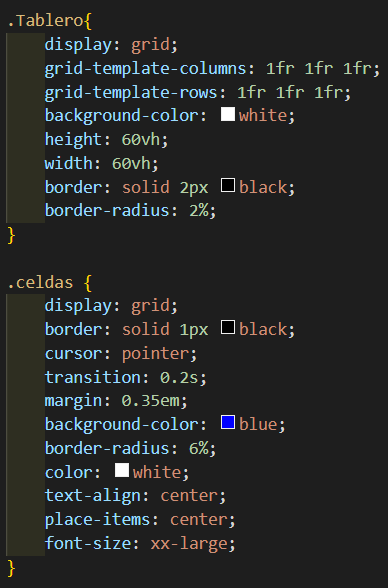 .Tablero{
    display: grid;
    grid-template-columns: 1fr 1fr 1fr;
    grid-template-rows: 1fr 1fr 1fr;
    background-color: white;
    height: 60vh;
    width: 60vh;
    border: solid 2px black;
    border-radius: 2%;
}

.celdas {
    display: grid;
    border: solid 1px black;
    cursor: pointer;
    transition: 0.2s;
    margin: 0.35em;
    background-color: blue;
    border-radius: 6%;
    color: white;
    text-align: center;
    place-items: center;
    font-size: xx-large;
}